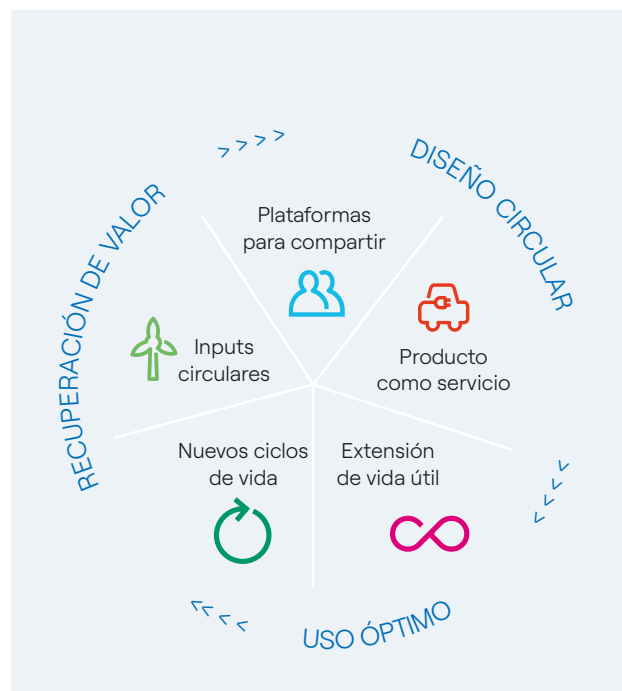 RECUPERACIÓN DE VALOR
DISEÑO CIRCULAR
Plataformas
para compartir
Inputs
circulares
Producto
como servicio
Nuevos ciclos
de vida
Extensión
de vida útil
USO ÓPTIMO